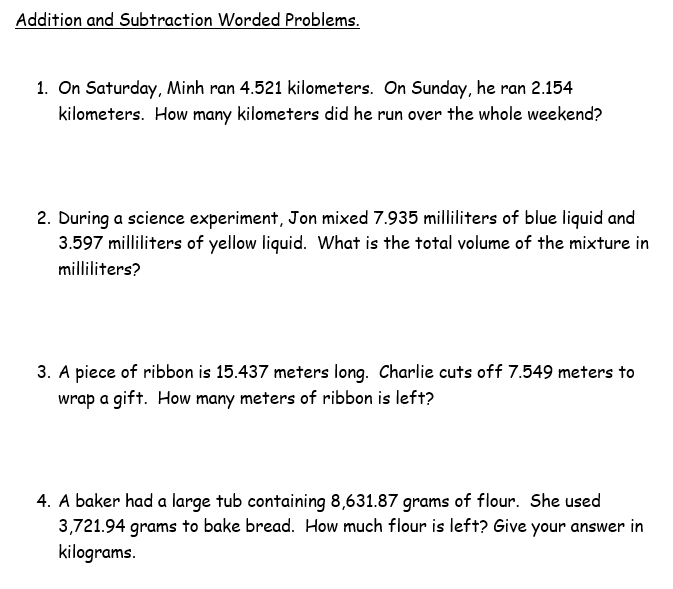 Addition and Subtraction Worded Problems.
1. On Saturday, Minh ran 4.521 kilometers. On Sunday, he ran 2.154
kilometers. How many kilometers did he run over the whole weekend?
2. During a science experiment, Jon mixed 7.935 milliliters of blue liquid and
3.597 milliliters of yellow liquid. What is the total volume of the mixture in
milliliters?
3. A piece of ribbon is 15.437 meters long. Charlie cuts off 7.549 meters to
wrap a gift. How many meters of ribbon is left?
4. A baker had a large tub containing 8,631.87 grams of flour. She used
3,721.94 grams to bake bread. How much flour is left? Give your answer in
kilograms.